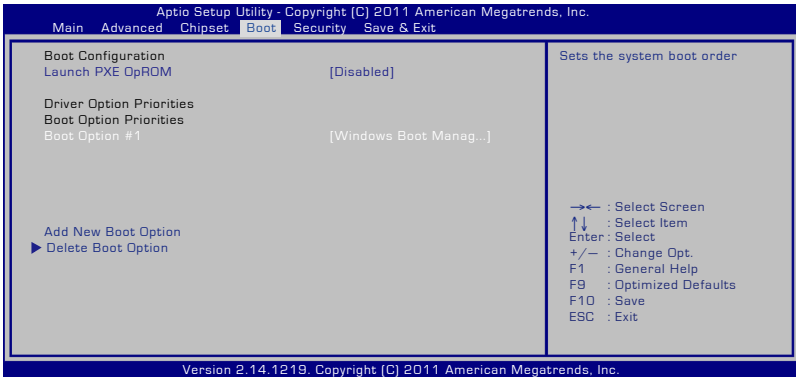 Aptio Setup Utility - Copyright (C) 2011 American Megatrends, Inc.
Main Advanced Chipset Boot Security Save & Exit
Boot Configuration
Launch PXE OpROM [Disabled]
Driver Option Priorities
Boot Option Priorities
Boot Option #1 [Windows Boot Manag...]
Add New Boot Option
Delete Boot Option
Sets the system boot order
→← : Select Screen
↑↓ : Select Item
Enter : Select
+/— : Change Opt.
F1 : General Help
F9 : Optimized Defaults
F10 : Save
ESC : Exit
Version 2.14.1219. Copyright (C) 2011 American Megatrends, Inc.